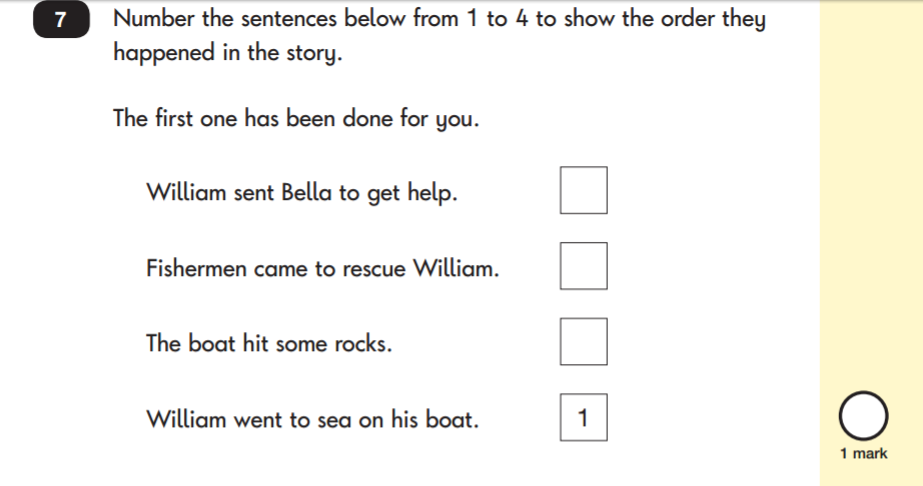 7 Number the sentences below from 1 to 4 to show the order they
happened in the story.
The first one has been done for you.
William sent Bella to get help.
Fishermen came to rescue William.
The boat hit some rocks.
William went to sea on his boat. 1
1 mark